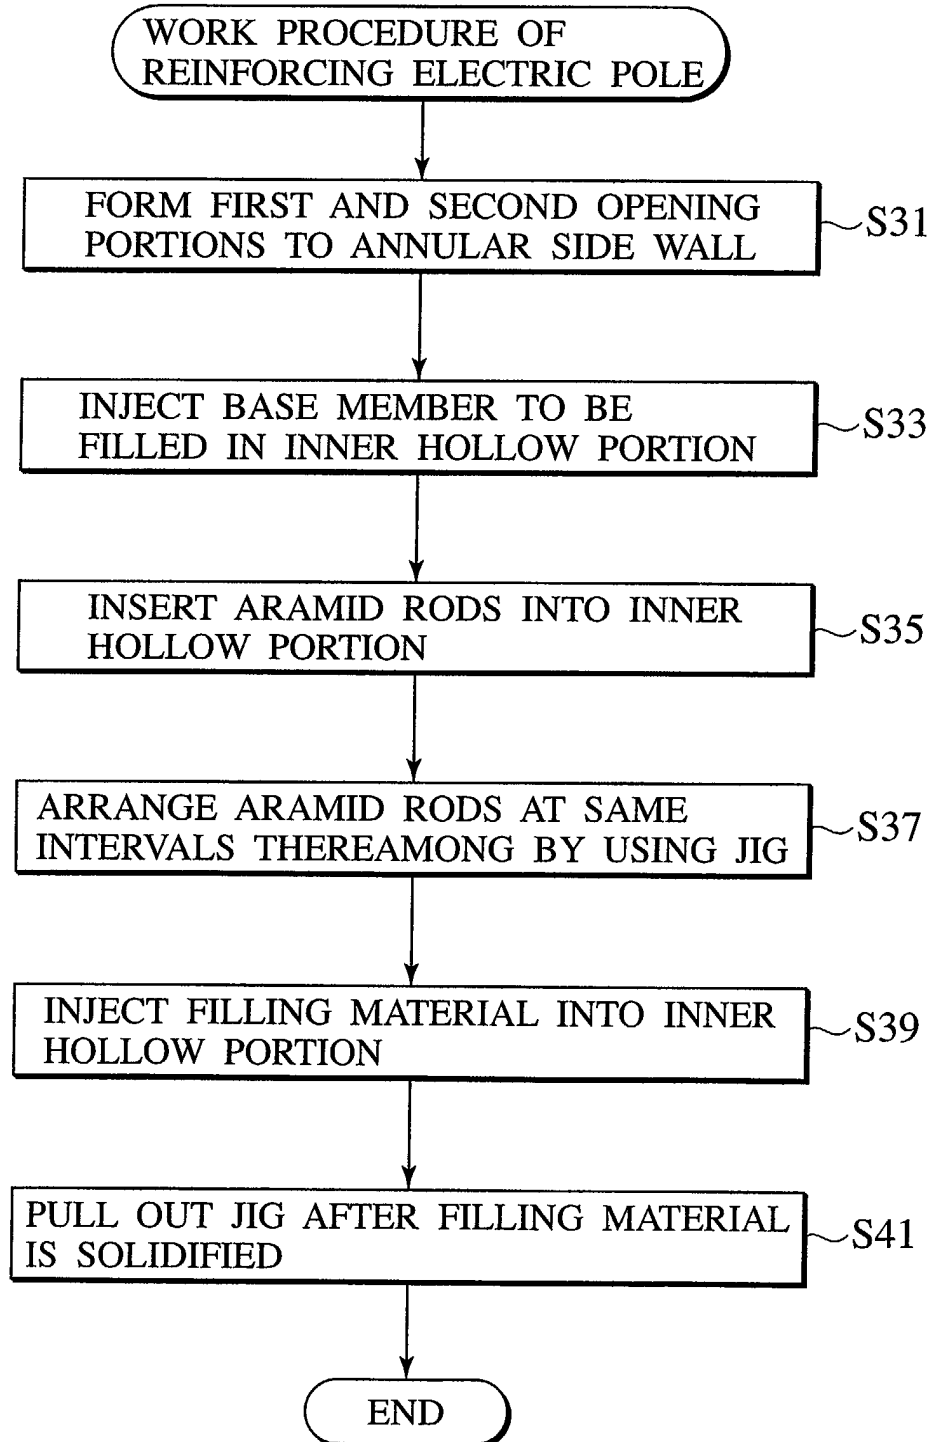 WORK PROCEDURE OF
REINFORCING ELECTRIC POLE
FORM FIRST AND SECOND OPENING
PORTIONS TO ANNULAR SIDE WALL
S31
INJECT BASE MEMBER TO BE
FILLED IN INNER HOLLOW PORTION
S33
INSERT ARAMID RODS INTO INNER
HOLLOW PORTION
S35
ARRANGE ARAMID RODS AT SAME
INTERVALS THEREAMONG BY USING JIG
S37
INJECT FILLING MATERIAL INTO INNER
HOLLOW PORTION
S39
PULL OUT JIG AFTER FILLING MATERIAL
IS SOLIDIFIED
S41
END